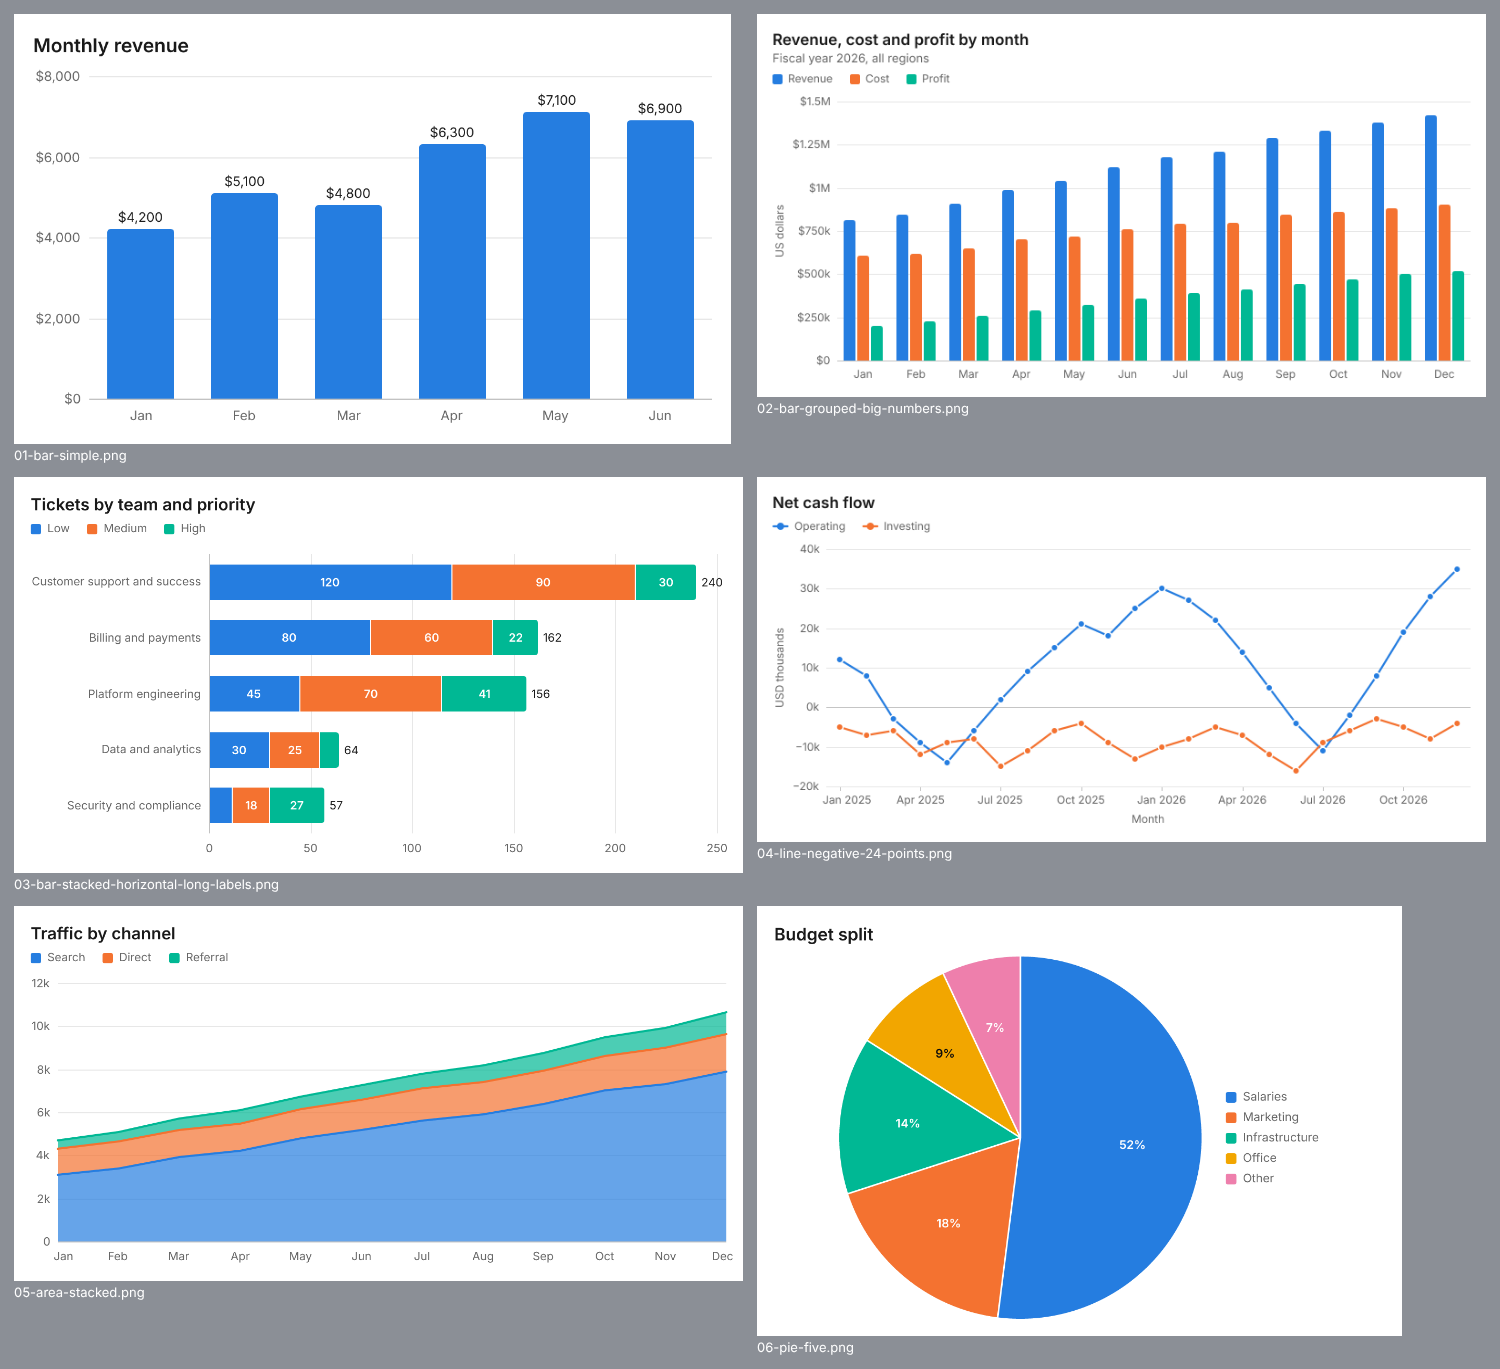 Monthly revenue
$8,000
$6,000
$4,000
$2,000
$0
$4,200
$5,100
$4,800
$6,300
$7,100
$6,900
Jan Feb Mar Apr May Jun
01-bar-simple.png
Revenue, cost and profit by month
Fiscal year 2026, all regions
Revenue Cost Profit
US dollars
$1.5M
$1.25M
$1M
$750k
$500k
$250k
$0
Jan Feb Mar Apr May Jun Jul Aug Sep Oct Nov Dec
02-bar-grouped-big-numbers.png
Tickets by team and priority
Low Medium High
Customer support and success 120 90 30 240
Billing and payments 80 60 22 162
Platform engineering 45 70 41 156
Data and analytics 30 25 64
Security and compliance 18 27 57
0 50 100 150 200 250
03-bar-stacked-horizontal-long-labels.png
Net cash flow
Operating Investing
USD thousands
40k
30k
20k
10k
0k
−10k
−20k
Jan 2025 Apr 2025 Jul 2025 Oct 2025 Jan 2026 Apr 2026 Jul 2026 Oct 2026
Month
04-line-negative-24-points.png
Traffic by channel
Search Direct Referral
12k
10k
8k
6k
4k
2k
0
Jan Feb Mar Apr May Jun Jul Aug Sep Oct Nov Dec
05-area-stacked.png
Budget split
7%
9%
14%
52%
18%
Salaries
Marketing
Infrastructure
Office
Other
06-pie-five.png